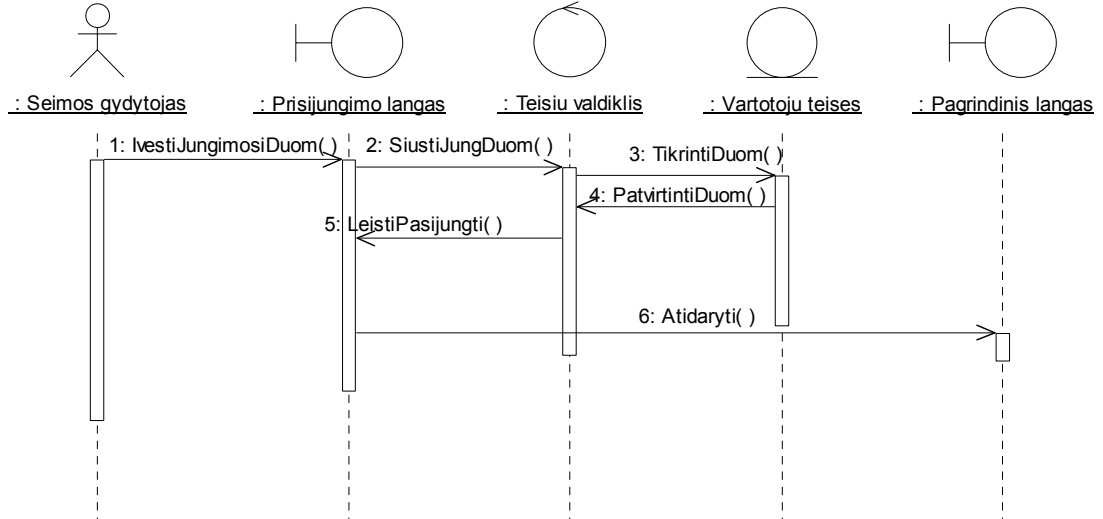 : Seimos gydytojas
: Prisijungimo langas
: Teisiu valdiklis
: Vartotoju teises
: Pagrindinis langas
1: IvestiJungimosiDuom( )
2: SiustiJungDuom( )
3: TikrintiDuom( )
4: PatvirtintiDuom( )
5: LeistiPasijungti( )
6: Atidaryti( )